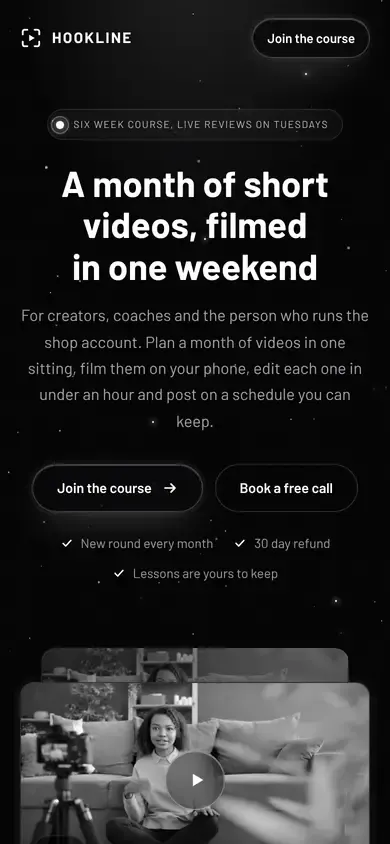 HOOKLINE
Join the course
SIX WEEK COURSE, LIVE REVIEWS ON TUESDAYS
A month of short
videos, filmed
in one weekend
For creators, coaches and the person who runs the
shop account. Plan a month of videos in one
sitting, film them on your phone, edit each one in
under an hour and post on a schedule you can
keep.
Join the course
Book a free call
New round every month
30 day refund
Lessons are yours to keep